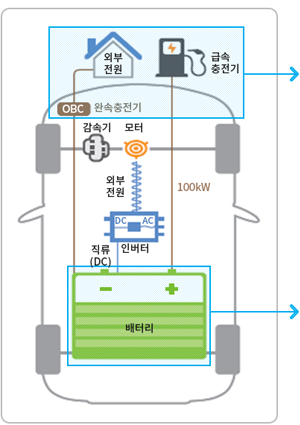 외부
전원
급속
충전기
OBC 완속충전기
감속기 모터
외부
전원
100kW
DC AC
직류
(DC)
인버터
배터리